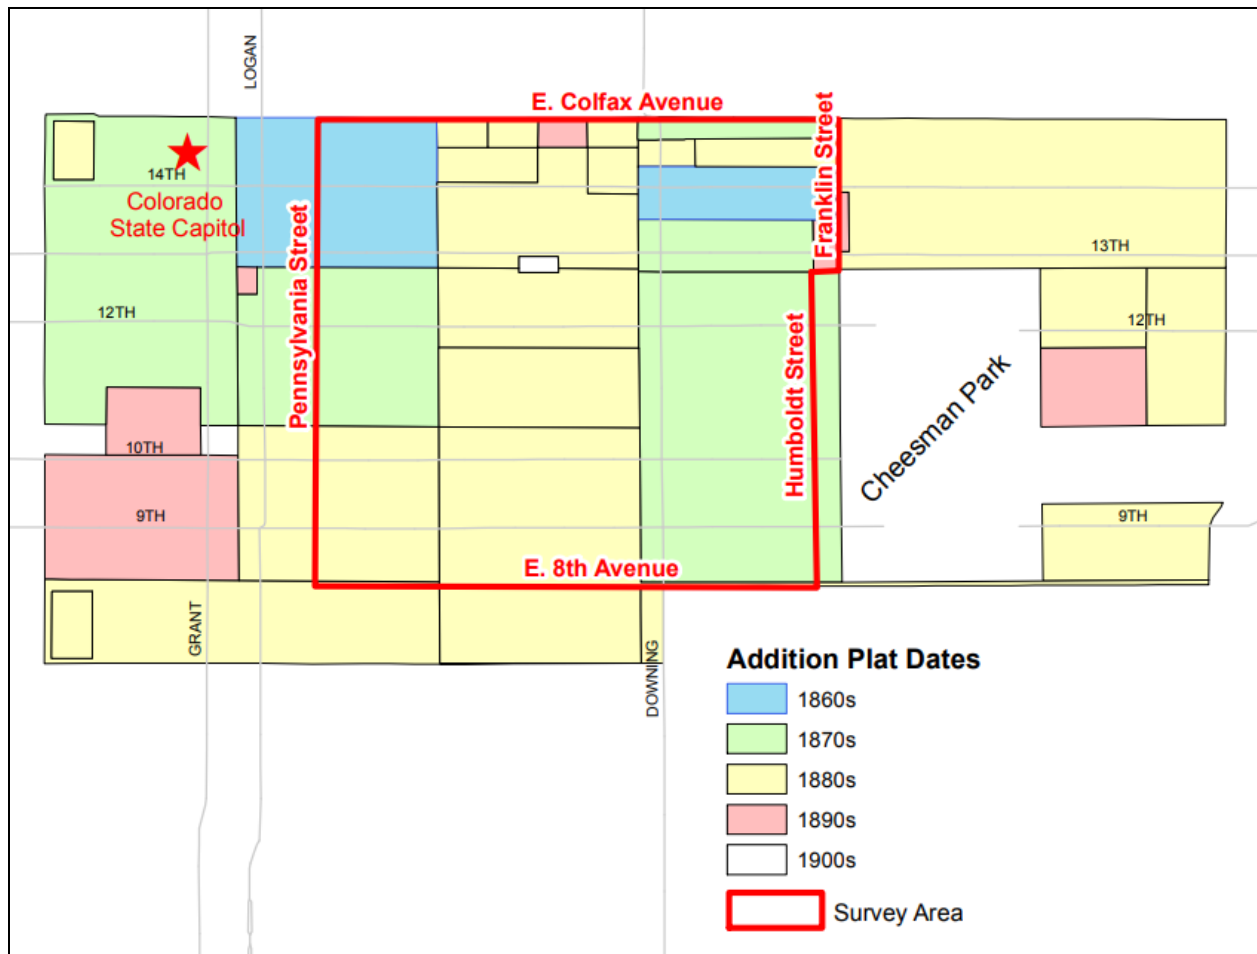 LOGAN
E. Colfax Avenue
Franklin Street
14TH
Colorado
State Capitol
Pennsylvania Street
13TH
12TH
12TH
Humboldt Street
Cheesman Park
10TH
9TH
9TH
E. 8th Avenue
GRANT
DOWNING
Addition Plat Dates
1860s
1870s
1880s
1890s
1900s
Survey Area